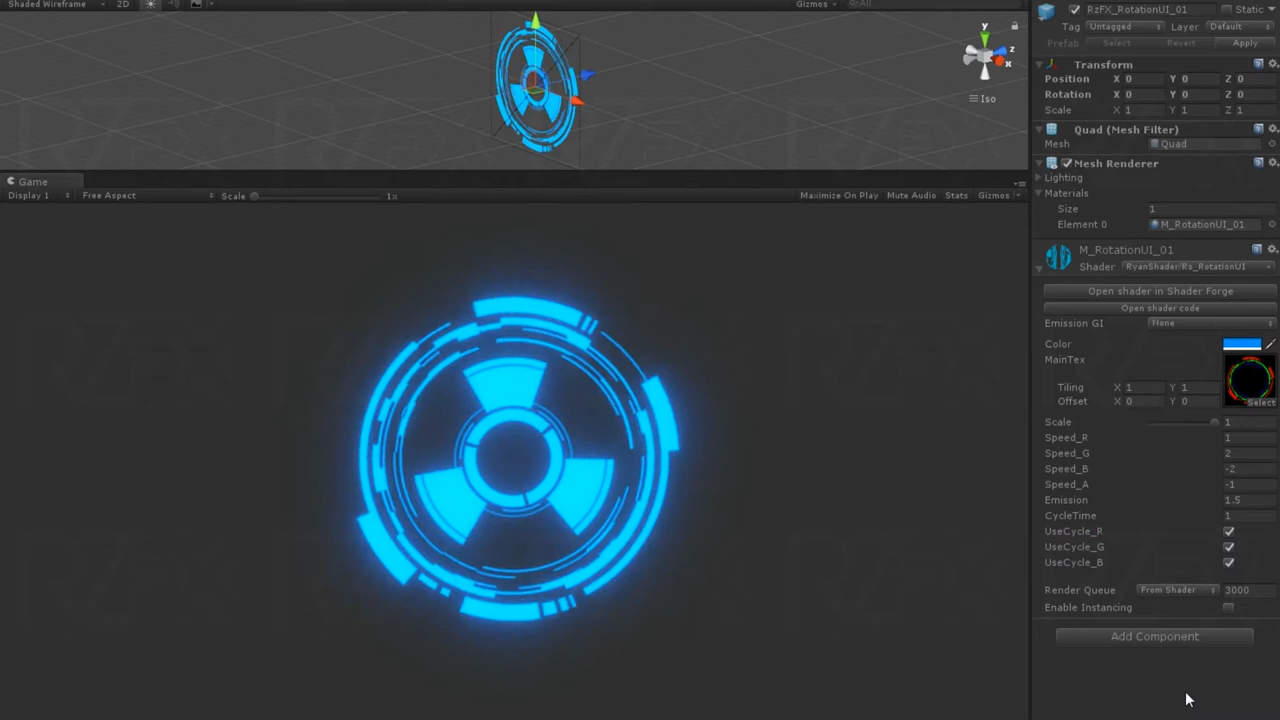 Shaded Wireframe 2D Gizmos All
y
z
x
Iso
Game
Display 1 Free Aspect Scale 1x Maximize On Play Mute Audio Stats Gizmos
RzFX_RotationUI_01 Static
Tag Untagged Layer Default
Prefab Select Revert Apply
Transform
Position X 0 Y 0 Z 0
Rotation X 0 Y 0 Z 0
Scale X 1 Y 1 Z 1
Quad (Mesh Filter)
Mesh Quad
Mesh Renderer
Lighting
Materials
Size 1
Element 0 M_RotationUI_01
M_RotationUI_01
Shader RyanShader/Rs_RotationUI
Open shader in Shader Forge
Open shader code
Emission GI None
Color
MainTex
Tiling X 1 Y 1
Offset X 0 Y 0 Select
Scale 1
Speed_R 1
Speed_G 2
Speed_B -2
Speed_A -1
Emission 1.5
CycleTime 1
UseCycle_R
UseCycle_G
UseCycle_B
Render Queue From Shader 3000
Enable Instancing
Add Component